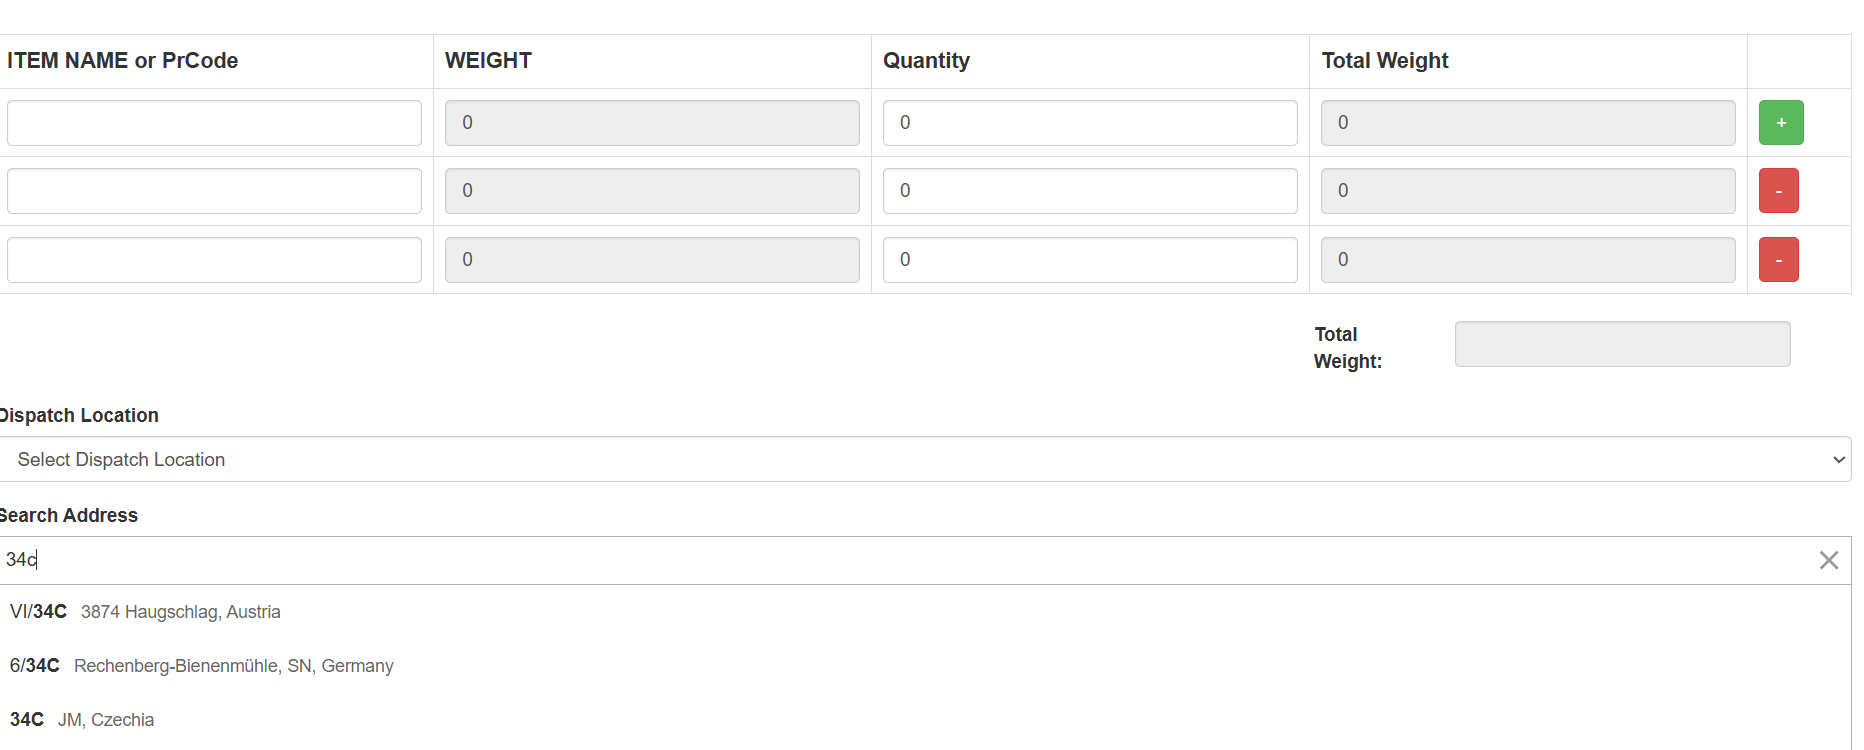 ITEM NAME or PrCode WEIGHT Quantity Total Weight
0 0 0 +
0 0 0 -
0 0 0 -
Total
Weight:
Dispatch Location
Select Dispatch Location
Search Address
34c
VI/34C 3874 Haugschlag, Austria
6/34C Rechenberg-Bienenmühle, SN, Germany
34C JM, Czechia